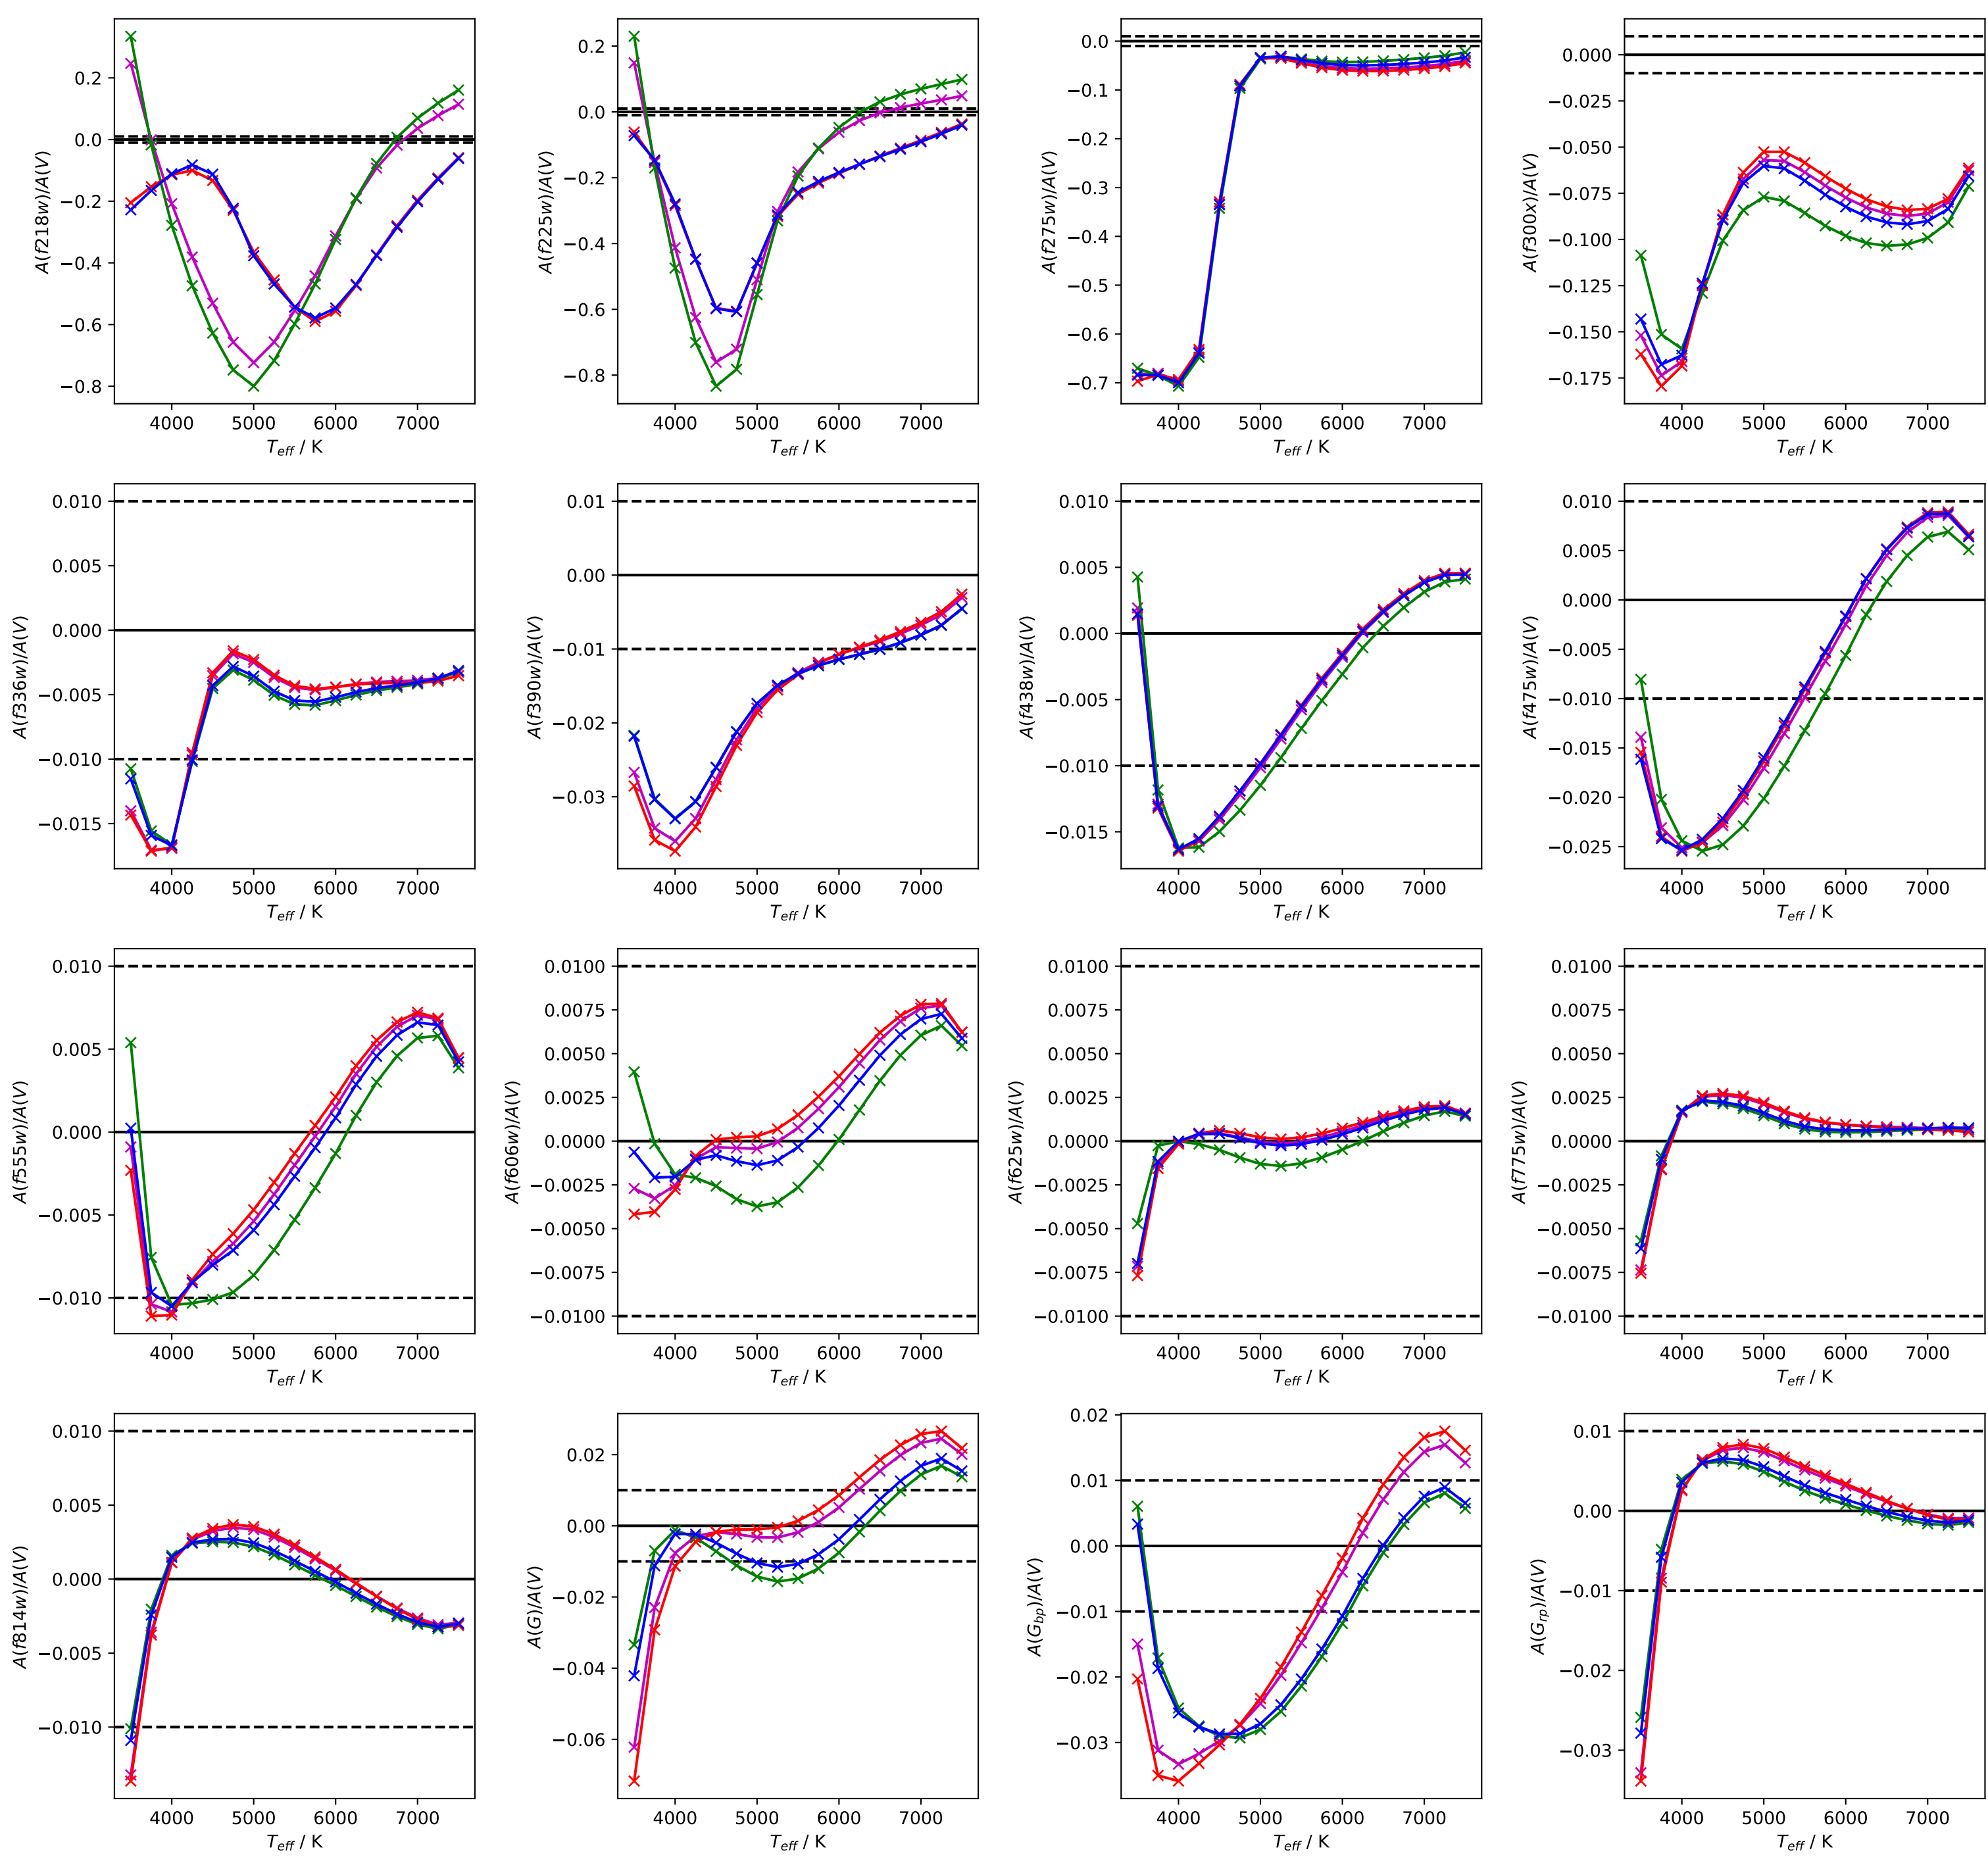 A(f218w)/A(V)
0.2
0.0
−0.2
−0.4
−0.6
−0.8
4000 5000 6000 7000
T_eff / K
A(f225w)/A(V)
0.2
0.0
−0.2
−0.4
−0.6
−0.8
4000 5000 6000 7000
T_eff / K
A(f275w)/A(V)
0.0
−0.1
−0.2
−0.3
−0.4
−0.5
−0.6
−0.7
4000 5000 6000 7000
T_eff / K
A(f300x)/A(V)
0.000
−0.025
−0.050
−0.075
−0.100
−0.125
−0.150
−0.175
4000 5000 6000 7000
T_eff / K
A(f336w)/A(V)
0.010
0.005
0.000
−0.005
−0.010
−0.015
4000 5000 6000 7000
T_eff / K
A(f390w)/A(V)
0.01
0.00
−0.01
−0.02
−0.03
4000 5000 6000 7000
T_eff / K
A(f438w)/A(V)
0.010
0.005
0.000
−0.005
−0.010
−0.015
4000 5000 6000 7000
T_eff / K
A(f475w)/A(V)
0.010
0.005
0.000
−0.005
−0.010
−0.015
−0.020
−0.025
4000 5000 6000 7000
T_eff / K
A(f555w)/A(V)
0.010
0.005
0.000
−0.005
−0.010
4000 5000 6000 7000
T_eff / K
A(f606w)/A(V)
0.0100
0.0075
0.0050
0.0025
0.0000
−0.0025
−0.0050
−0.0075
−0.0100
4000 5000 6000 7000
T_eff / K
A(f625w)/A(V)
0.0100
0.0075
0.0050
0.0025
0.0000
−0.0025
−0.0050
−0.0075
−0.0100
4000 5000 6000 7000
T_eff / K
A(f775w)/A(V)
0.0100
0.0075
0.0050
0.0025
0.0000
−0.0025
−0.0050
−0.0075
−0.0100
4000 5000 6000 7000
T_eff / K
A(f814w)/A(V)
0.010
0.005
0.000
−0.005
−0.010
4000 5000 6000 7000
T_eff / K
A(G)/A(V)
0.02
0.00
−0.02
−0.04
−0.06
4000 5000 6000 7000
T_eff / K
A(G_bp)/A(V)
0.02
0.01
0.00
−0.01
−0.02
−0.03
4000 5000 6000 7000
T_eff / K
A(G_rp)/A(V)
0.01
0.00
−0.01
−0.02
−0.03
4000 5000 6000 7000
T_eff / K